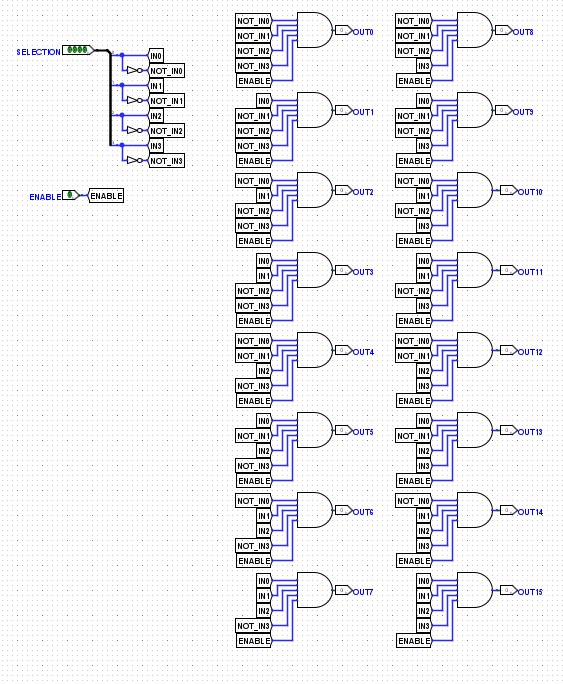 SELECTION
IN0
NOT_IN0
IN1
NOT_IN1
IN2
NOT_IN2
IN3
NOT_IN3
ENABLE ENABLE
NOT_IN0
NOT_IN1
NOT_IN2
NOT_IN3
ENABLE
OUT0
IN0
NOT_IN1
NOT_IN2
NOT_IN3
ENABLE
OUT1
NOT_IN0
IN1
NOT_IN2
NOT_IN3
ENABLE
OUT2
IN0
IN1
NOT_IN2
NOT_IN3
ENABLE
OUT3
NOT_IN0
NOT_IN1
IN2
NOT_IN3
ENABLE
OUT4
IN0
NOT_IN1
IN2
NOT_IN3
ENABLE
OUT5
NOT_IN0
IN1
IN2
NOT_IN3
ENABLE
OUT6
IN0
IN1
IN2
NOT_IN3
ENABLE
OUT7
NOT_IN0
NOT_IN1
NOT_IN2
IN3
ENABLE
OUT8
IN0
NOT_IN1
NOT_IN2
IN3
ENABLE
OUT9
NOT_IN0
IN1
NOT_IN2
IN3
ENABLE
OUT10
IN0
IN1
NOT_IN2
IN3
ENABLE
OUT11
NOT_IN0
NOT_IN1
IN2
IN3
ENABLE
OUT12
IN0
NOT_IN1
IN2
IN3
ENABLE
OUT13
NOT_IN0
IN1
IN2
IN3
ENABLE
OUT14
IN0
IN1
IN2
IN3
ENABLE
OUT15